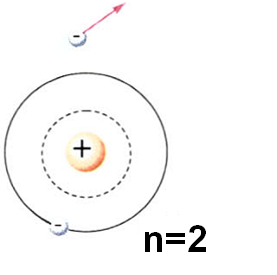 -
+
-
n=2